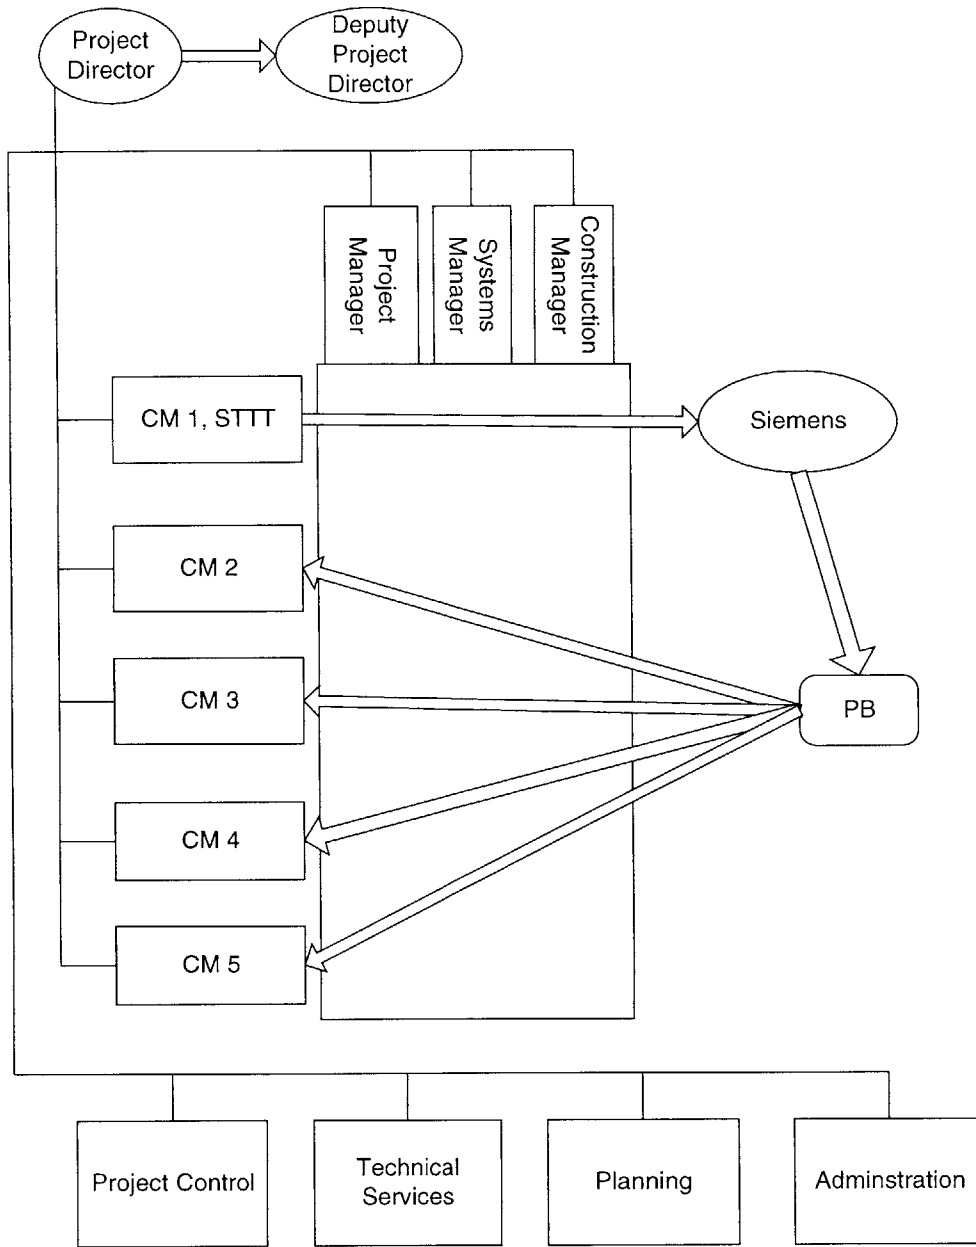 Project
Director
Deputy
Project
Director
Project
Manager
Systems
Manager
Construction
Manager
CM 1, STTT
Siemens
CM 2
CM 3
PB
CM 4
CM 5
Project Control
Technical
Services
Planning
Adminstration